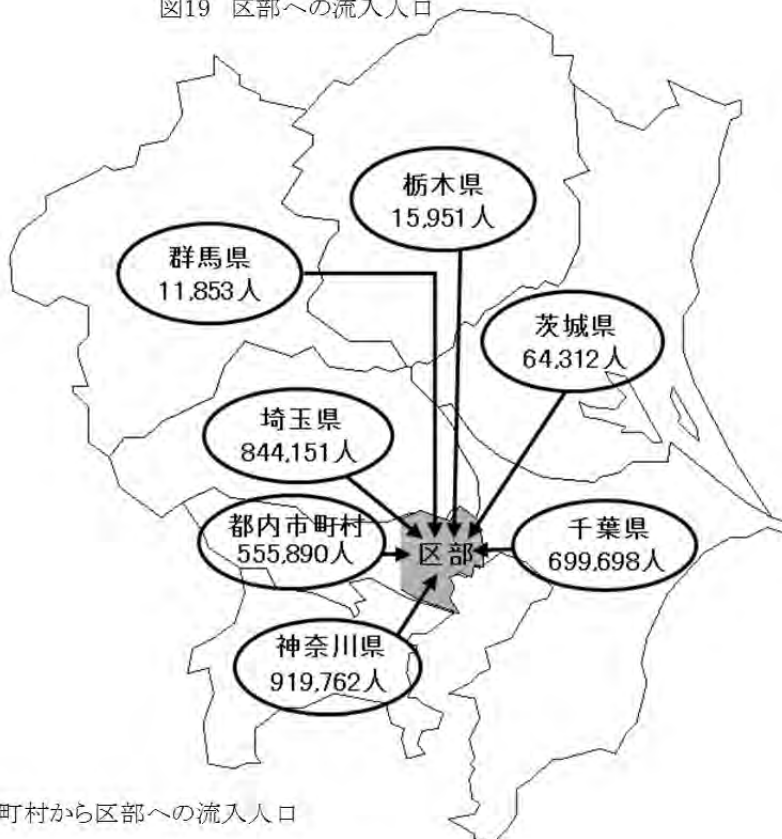 図19 区部への流入人口
栃木県
15,951人
群馬県
11,853人
茨城県
64,312人
埼玉県
844,151人
都内市町村
555,890人
区部
千葉県
699,698人
神奈川県
919,762人
町村から区部への流入人口